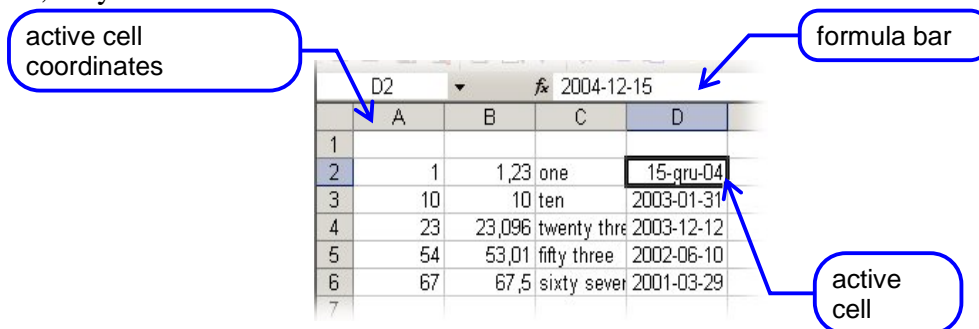 active cell
coordinates
formula bar
D2 fx 2004-12-15
A B C D
1
2 1 1,23 one 15-gru-04
3 10 10 ten 2003-01-31
4 23 23,096 twenty thre 2003-12-12
5 54 53,01 fifty three 2002-06-10
6 67 67,5 sixty sever 2001-03-29
7
active
cell